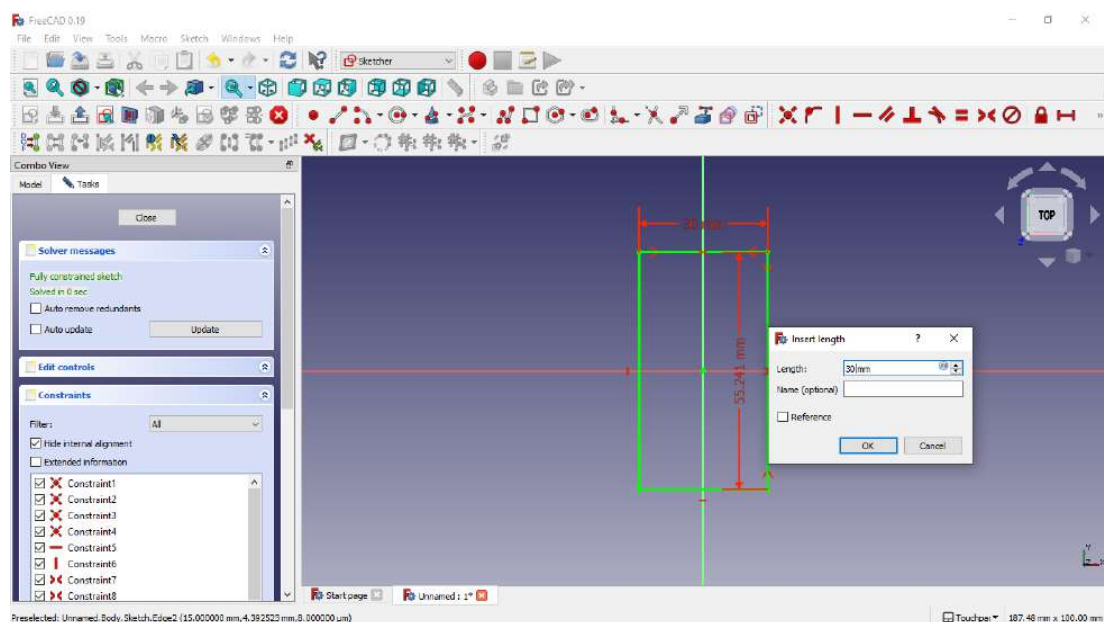 FreeCAD 0.19
File Edit View Tools Macro Sketch Windows Help
Sketcher
Combo View
Model Tasks
Close
Solver messages
Fully constrained sketch
Solved in 0 sec
Auto remove redundants
Auto update Update
Edit controls
Constraints
Filter: All
Hide internal alignment
Extended information
Constraint1
Constraint2
Constraint3
Constraint4
Constraint5
Constraint6
Constraint7
Constraint8
30 mm
55.241 mm
TOP
Insert length ? ×
Length: 30 mm
Name (optional)
Reference
OK Cancel
Start page Unnamed : 1*
Preselected: Unnamed.Body.Sketch.Edge2 (15.000000 mm,4.392523 mm,8.000000 µm) Touchpad 187.48 mm x 100.00 mm